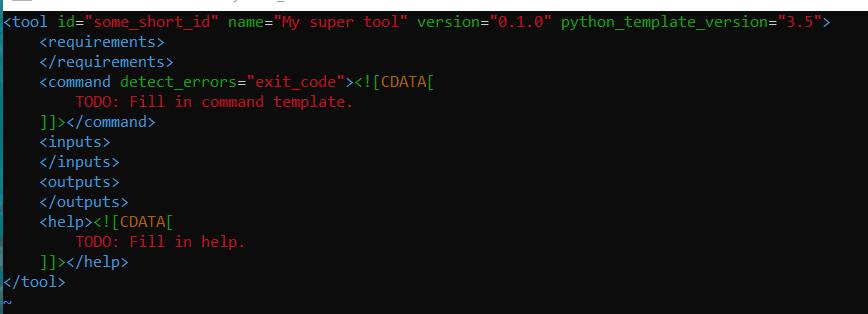 <tool id="some_short_id" name="My super tool" version="0.1.0" python_template_version="3.5">
    <requirements>
    </requirements>
    <command detect_errors="exit_code"><![CDATA[
        TODO: Fill in command template.
    ]]></command>
    <inputs>
    </inputs>
    <outputs>
    </outputs>
    <help><![CDATA[
        TODO: Fill in help.
    ]]></help>
</tool>
~